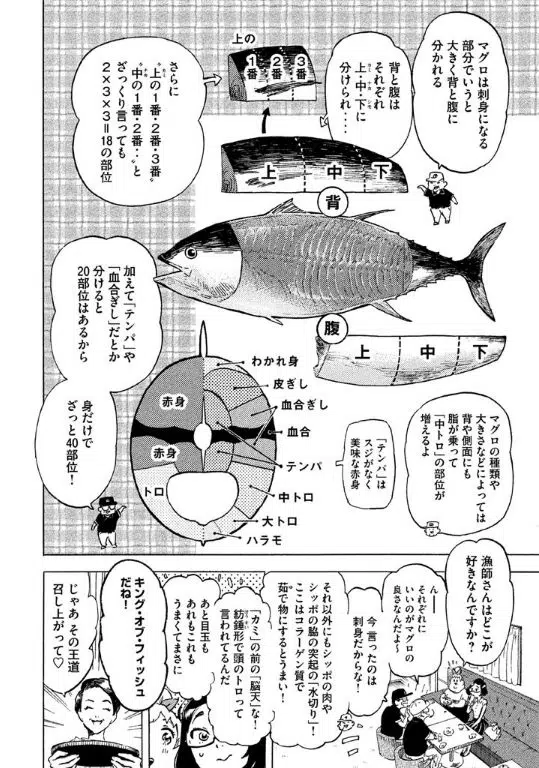 マグロは刺身になる
部分でいうと
大きく背と腹に
分かれる
背と腹は
それぞれ
上・中・下に
分けられ・・・
上の
1番
2番
3番
さらに
〝上の1番・2番・3番〟
〝中の1番・2番…〟と
ざっくり言っても
2×3×3=18の部位
上
中
下
背
腹
上
中
下
加えて「テンパ」や
「血合ぎし」だとか
分けると
20部位はあるから
身だけで
ざっと40部位!
わかれ身
皮ぎし
血合ぎし
血合
テンパ
中トロ
大トロ
ハラモ
赤身
赤身
トロ
「テンパ」は
スジがなく
美味な赤身
マグロの種類や
大きさなどによっては
背や側面にも
脂が乗って
「中トロ」の部位が
増えるよ
漁師さんはどこが
好きなんですか?
んー
それぞれに
いいのがマグロの
良さなんだよ~
今言ったのは
刺身だからな!
それ以外にもシッポの肉や
シッポの脇の突起の「水切り」!
ここはコラーゲン質で
茹で物にするとうまい!
「カミ」の前の「脳天」な!
紡錘形で頭のトロって
言われてるんだ
あと目玉も
あれもこれも
うまくてまさに
キング・オブ・フィッシュ
だね!
じゃあその王道
召し上がって♡